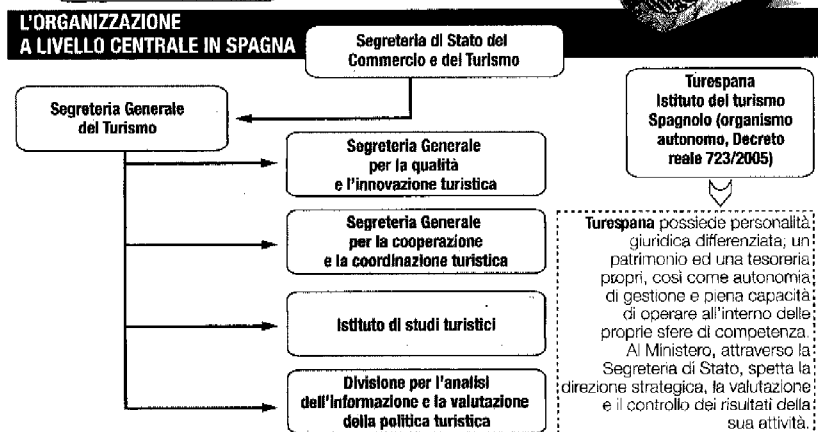 L'ORGANIZZAZIONE
A LIVELLO CENTRALE IN SPAGNA
Segreteria di Stato del
Commercio e del Turismo
Segreteria Generale
del Turismo
Segreteria Generale
per la qualità
e l'innovazione turistica
Segreteria Generale
per la cooperazione
e la coordinazione turistica
Istituto di studi turistici
Divisione per l'analisi
dell'informazione e la valutazione
della politica turistica
Turespana
Istituto del turismo
Spagnolo (organismo
autonomo, Decreto
reale 723/2005)
Turespana possiede personalità
giuridica differenziata; un
patrimonio ed una tesoreria
propri, così come autonomia
di gestione e piena capacità
di operare all'interno delle
proprie sfere di competenza.
Al Ministero, attraverso la
Segreteria di Stato, spetta la
direzione strategica, la valutazione
e il controllo dei risultati della
sua attività.